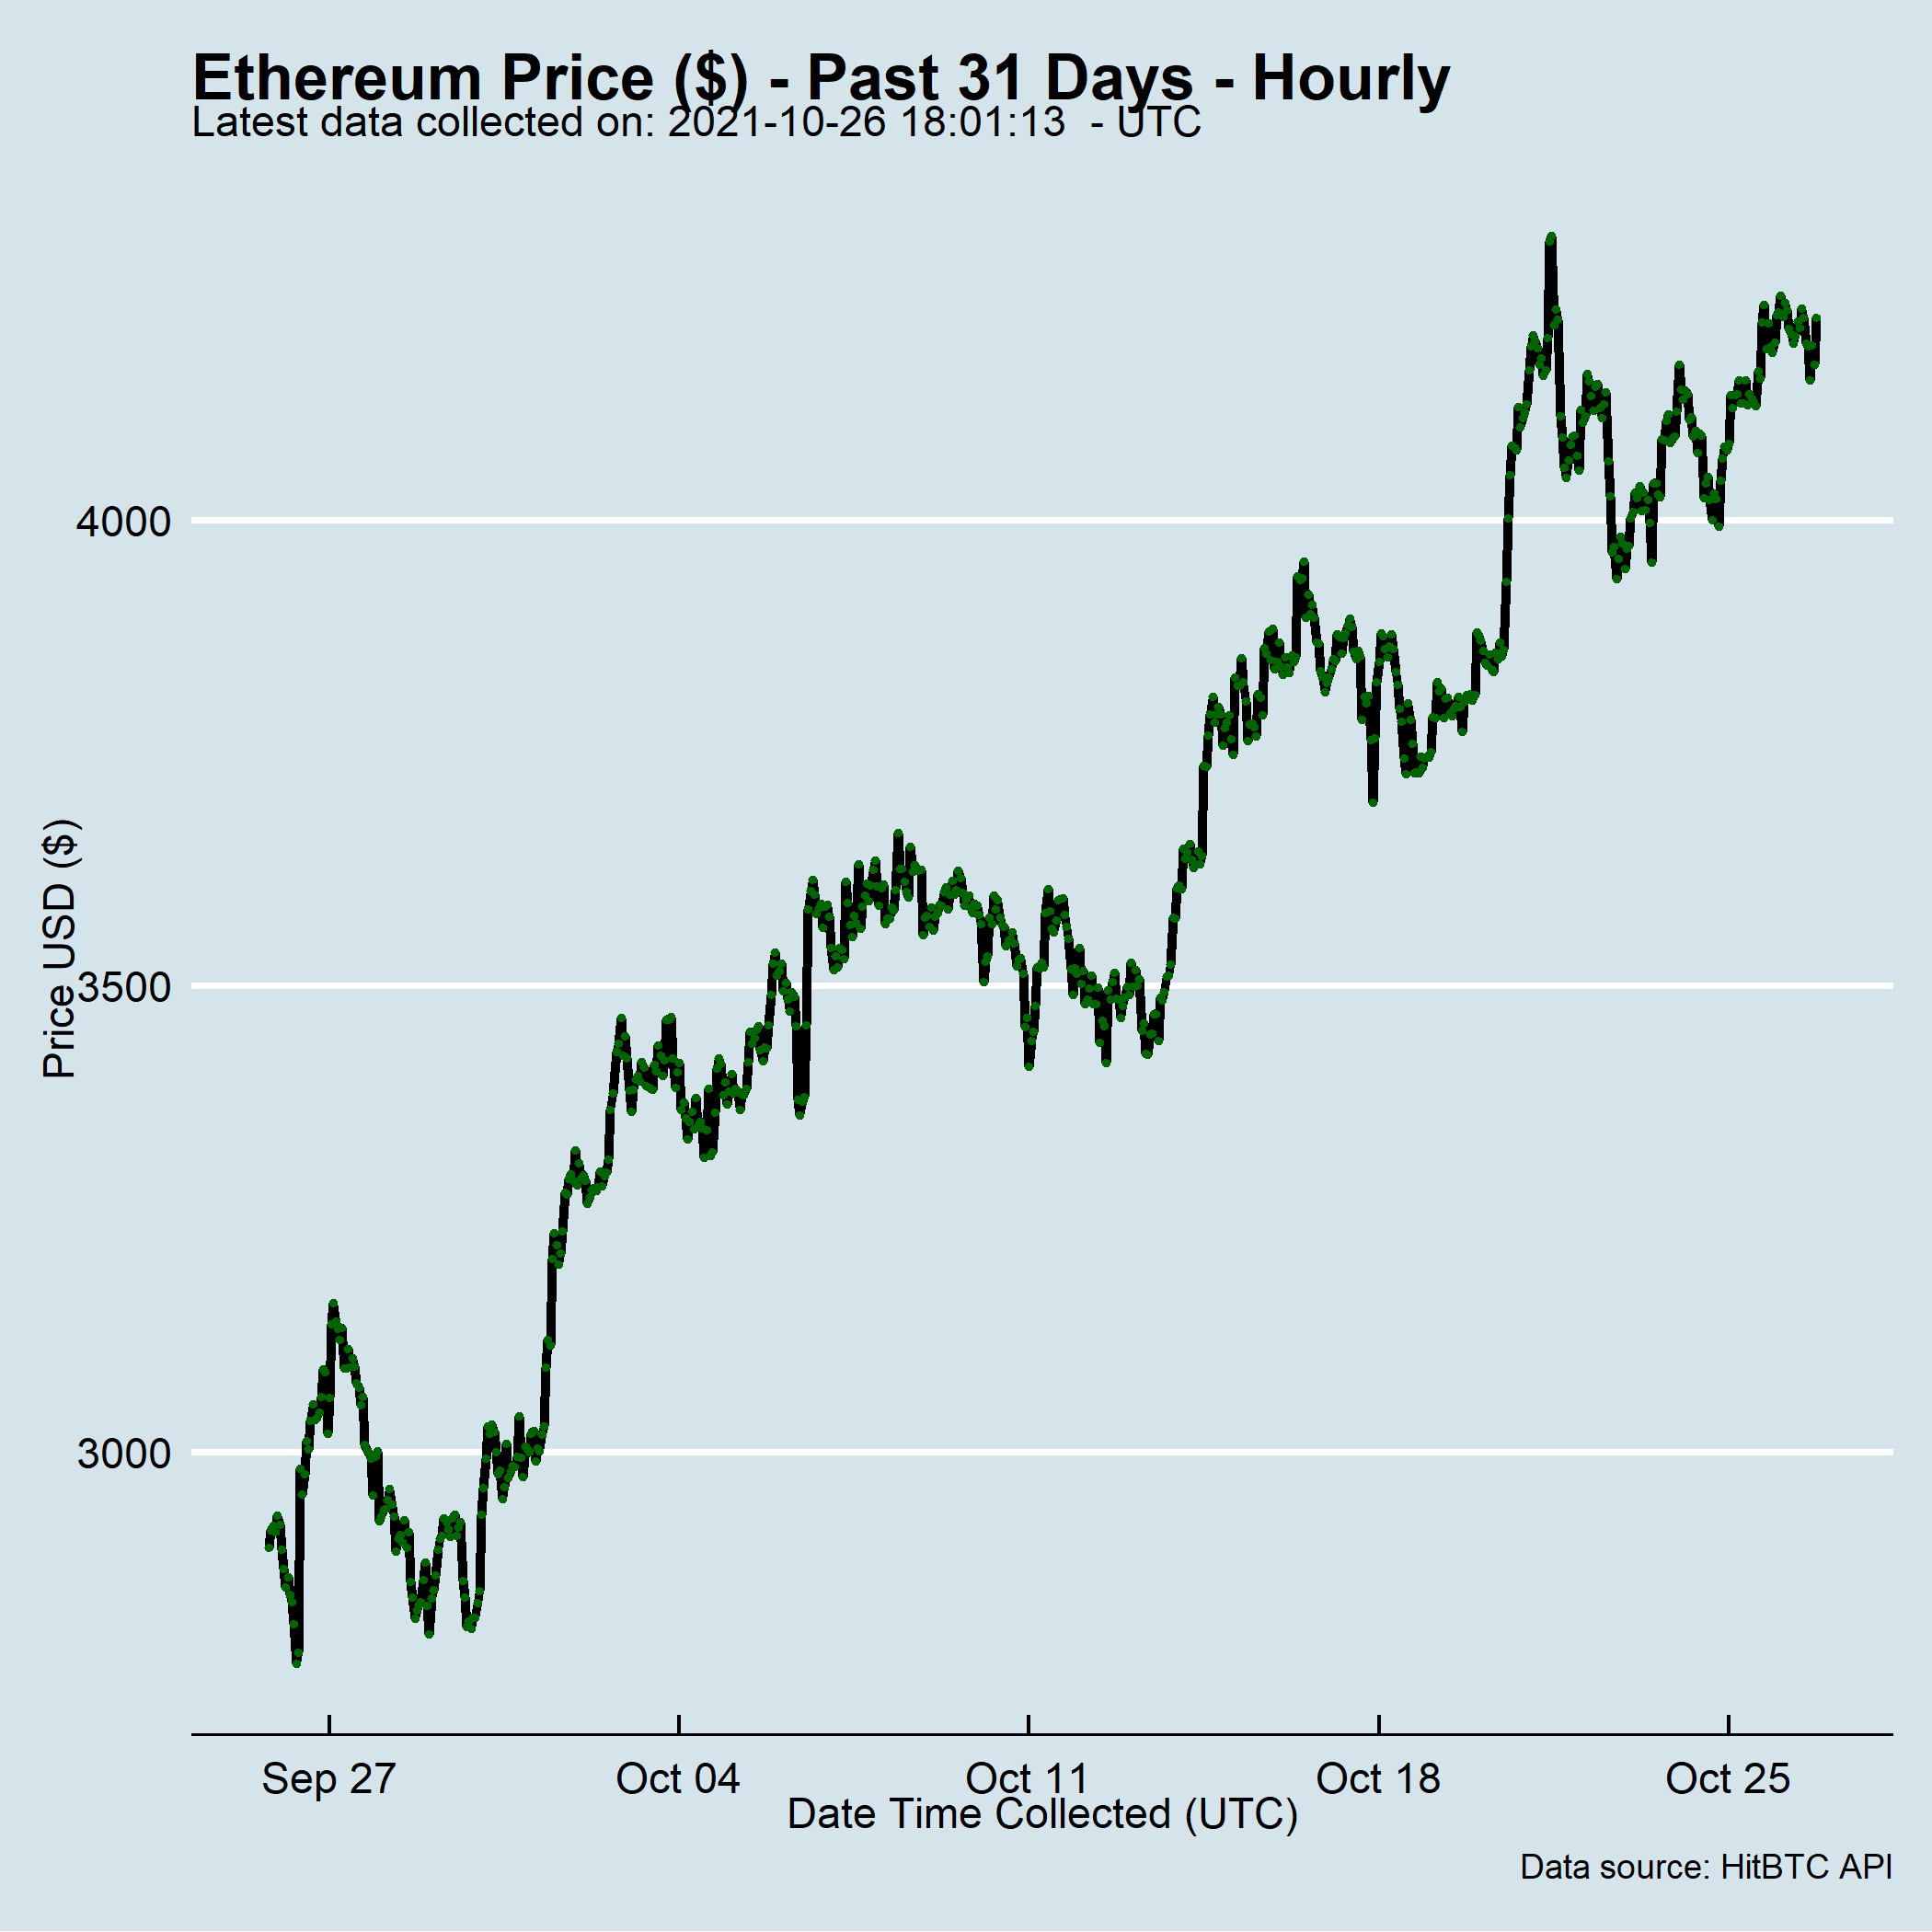 Ethereum Price ($) - Past 31 Days - Hourly
Latest data collected on: 2021-10-26 18:01:13  - UTC
Price USD ($)
4000
3500
3000
Sep 27
Oct 04
Oct 11
Oct 18
Oct 25
Date Time Collected (UTC)
Data source: HitBTC API